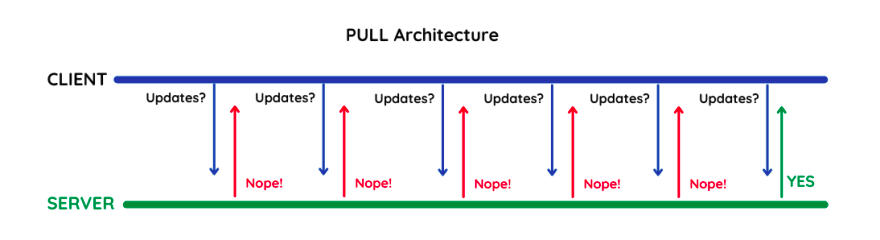 PULL Architecture
CLIENT
Updates? Updates? Updates? Updates? Updates? Updates?
Nope! Nope! Nope! Nope! Nope! YES
SERVER